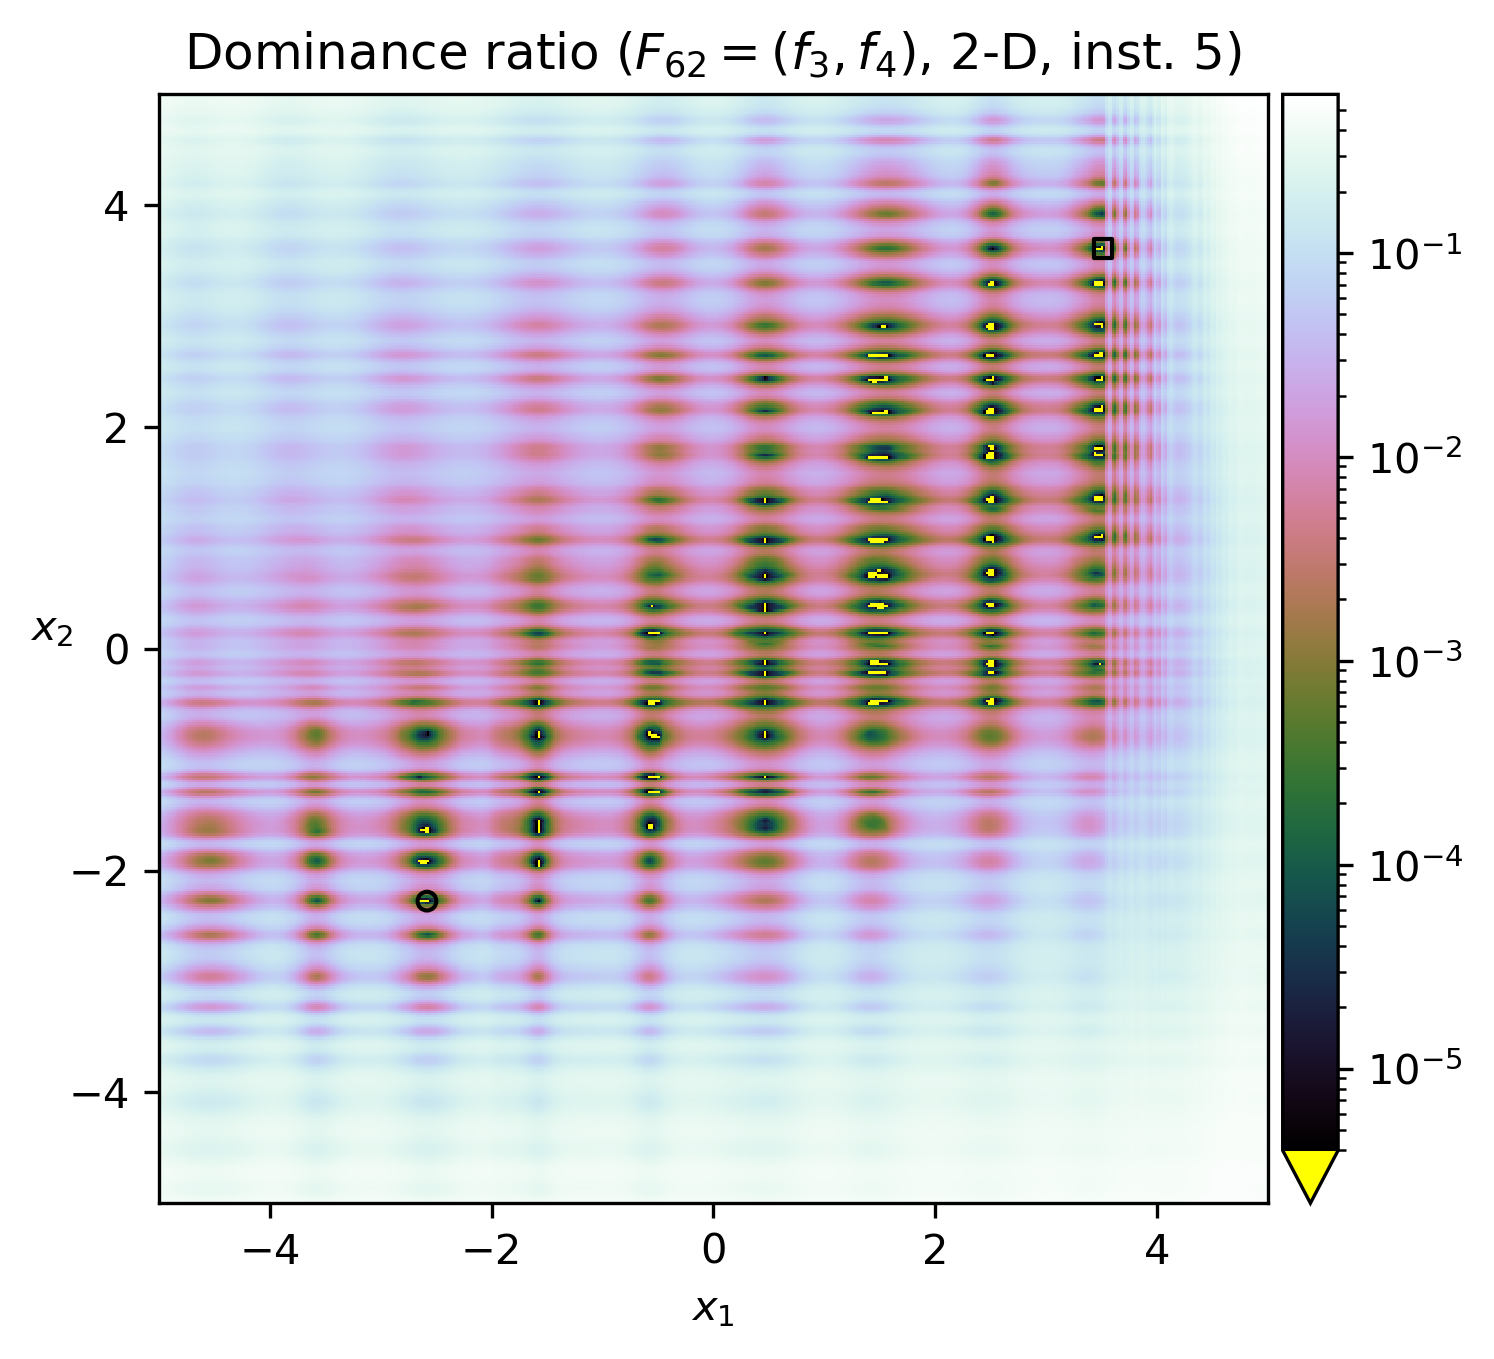 Dominance ratio (F₆₂ = (f₃, f₄), 2-D, inst. 5)
4
2
0
−2
−4
x₂
−4 −2 0 2 4
x₁
10⁻¹
10⁻²
10⁻³
10⁻⁴
10⁻⁵